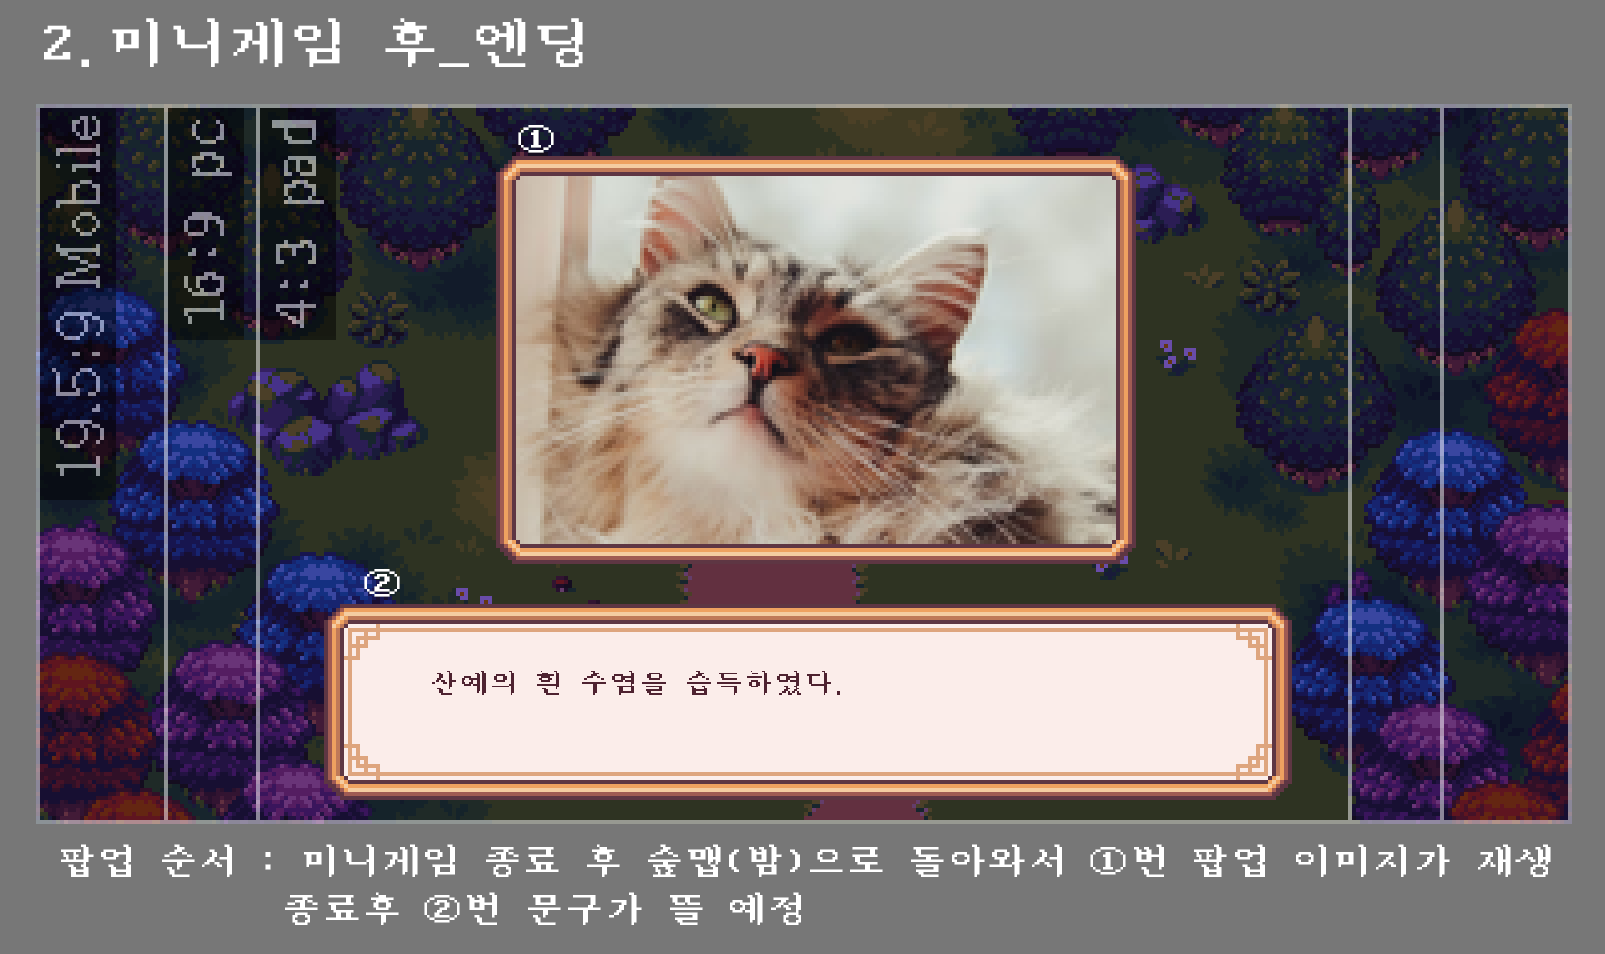 2. 미니게임 후_엔딩
19.5:9 Mobile
16:9 pc
4:3 pad
①
②
산예의 흰 수염을 습득하였다.
팝업 순서 : 미니게임 종료 후 숲맵(밤)으로 돌아와서 ①번 팝업 이미지가 재생
종료후 ②번 문구가 뜰 예정